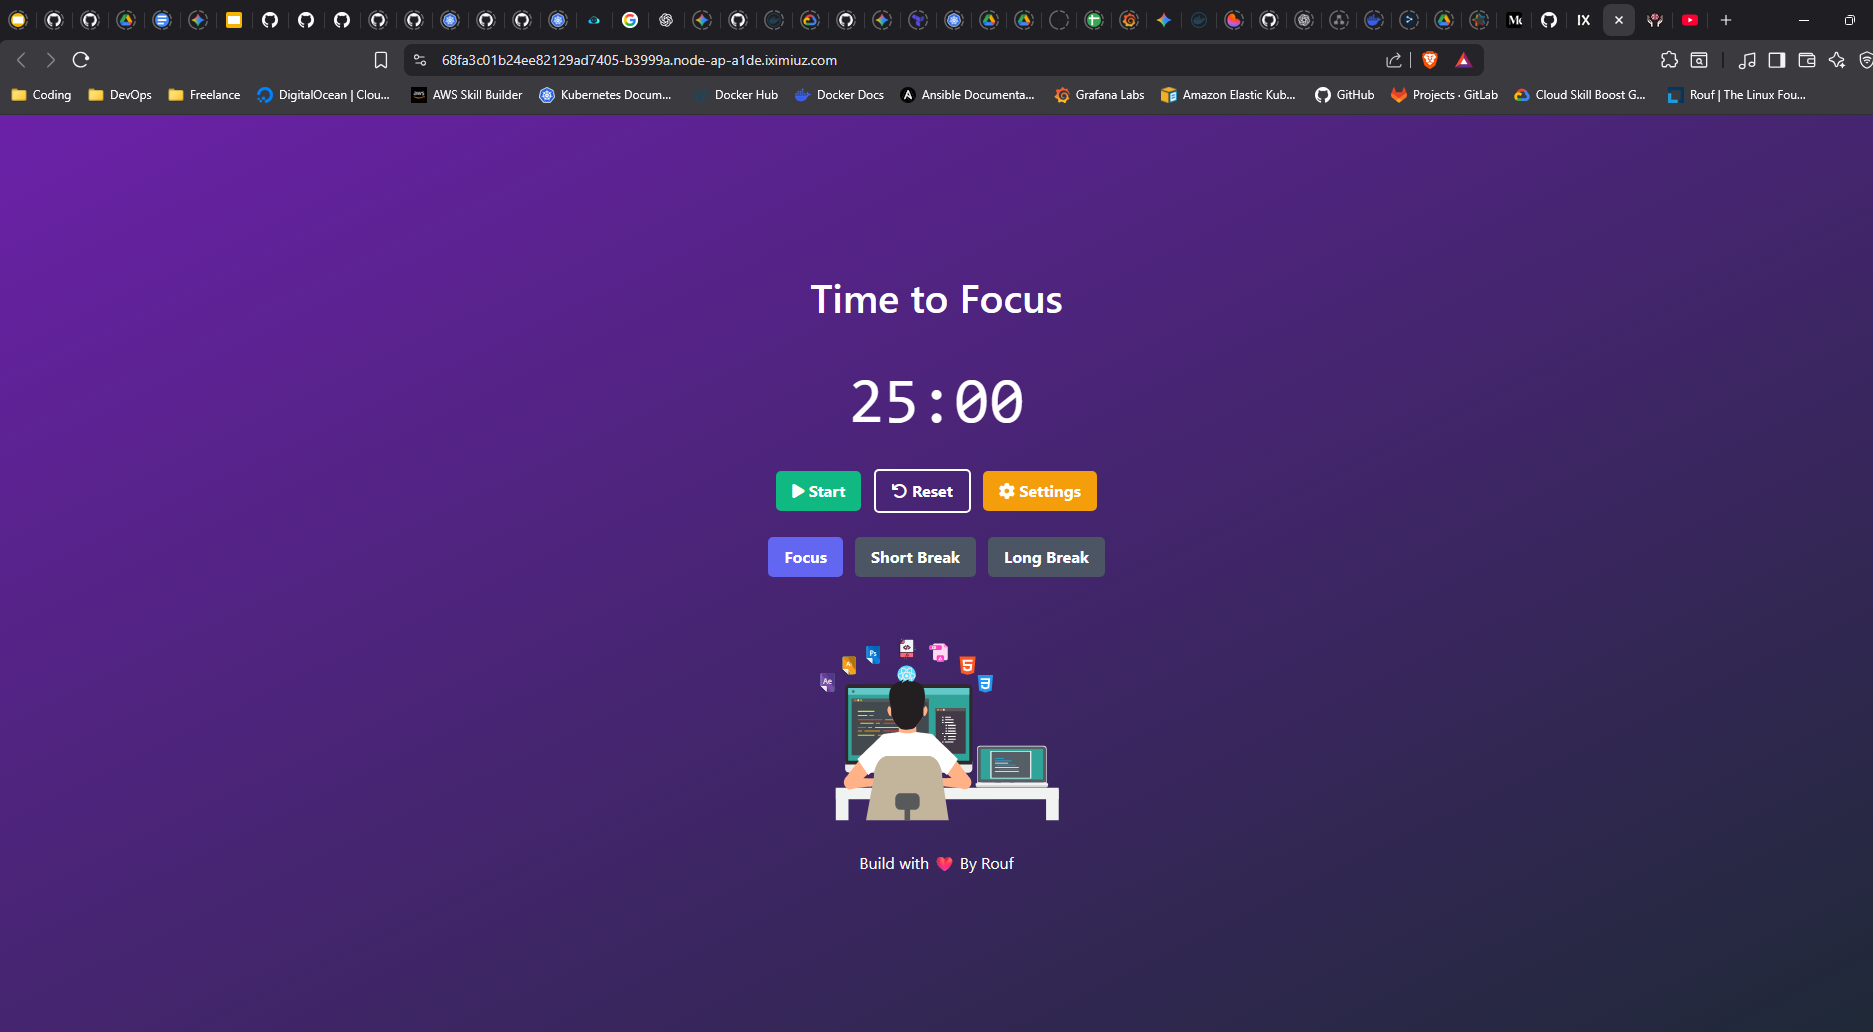 IX
68fa3c01b24ee82129ad7405-b3999a.node-ap-a1de.iximiuz.com
Coding DevOps Freelance DigitalOcean | Clou... AWS Skill Builder Kubernetes Docum... Docker Hub Docker Docs Ansible Documenta... Grafana Labs Amazon Elastic Kub... GitHub Projects · GitLab Cloud Skill Boost G... Rouf | The Linux Fou...
Time to Focus
25:00
Start Reset Settings
Focus Short Break Long Break
Ps
Ae
Build with ❤ By Rouf